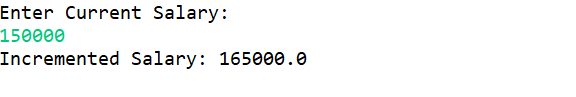 Enter Current Salary:
150000
Incremented Salary: 165000.0